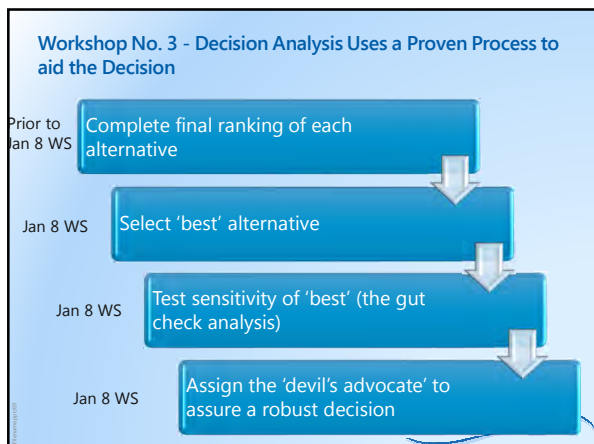 Workshop No. 3 - Decision Analysis Uses a Proven Process to
aid the Decision
Prior to
Jan 8 WS
Complete final ranking of each
alternative
Jan 8 WS
Select ‘best’ alternative
Jan 8 WS
Test sensitivity of ‘best’ (the gut
check analysis)
Jan 8 WS
Assign the ‘devil’s advocate’ to
assure a robust decision